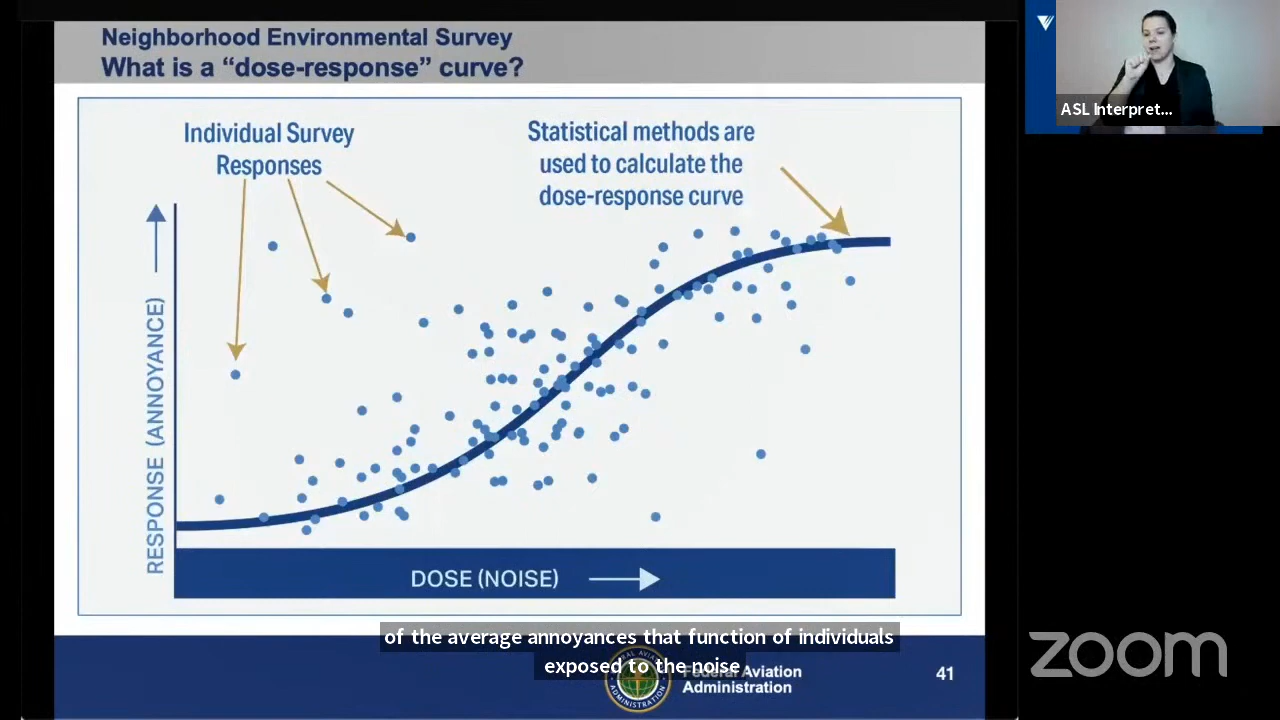 Neighborhood Environmental Survey
What is a “dose-response” curve?
ASL Interpret...
Individual Survey
Responses
Statistical methods are
used to calculate the
dose-response curve
RESPONSE (ANNOYANCE)
DOSE (NOISE)
of the average annoyances that function of individuals
exposed to the noise
Federal Aviation
Administration
41
zoom